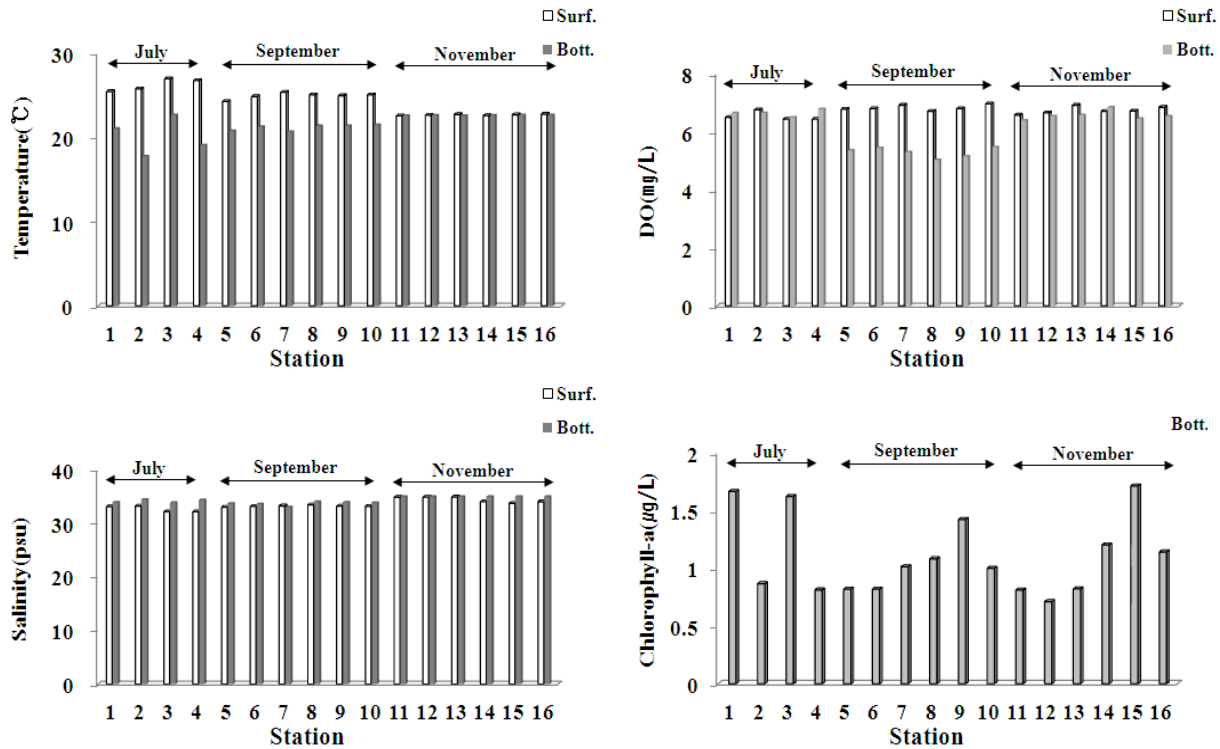 Surf.
Bott.
July
September
November
Temperature(℃)
30
20
10
0
1 2 3 4 5 6 7 8 9 10 11 12 13 14 15 16
Station
Surf.
Bott.
July
September
November
DO(㎎/L)
8
6
4
2
0
1 2 3 4 5 6 7 8 9 10 11 12 13 14 15 16
Station
Surf.
Bott.
July
September
November
Salinity(psu)
40
30
20
10
0
1 2 3 4 5 6 7 8 9 10 11 12 13 14 15 16
Station
Bott.
July
September
November
Chlorophyll-a(μg/L)
2
1.5
1
0.5
0
1 2 3 4 5 6 7 8 9 10 11 12 13 14 15 16
Station